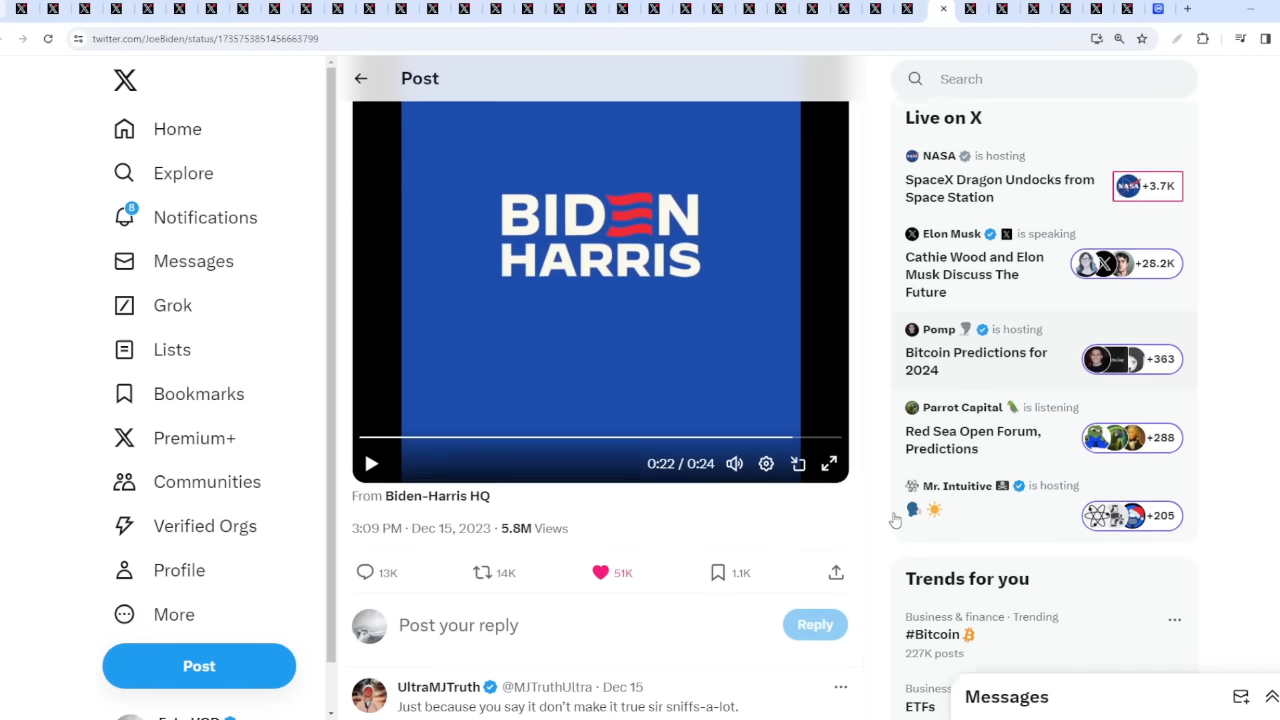 twitter.com/JoeBiden/status/1735753851456663799
Home
Explore
8
Notifications
Messages
Grok
Lists
Bookmarks
Premium+
Communities
Verified Orgs
Profile
More
Post
Post
BIDEN
HARRIS
0:22 / 0:24
From Biden-Harris HQ
3:09 PM · Dec 15, 2023 · 5.8M Views
13K
14K
51K
1.1K
Post your reply
Reply
UltraMJTruth @MJTruthUltra · Dec 15
Just because you say it don't make it true sir sniffs-a-lot.
Search
Live on X
NASA is hosting
SpaceX Dragon Undocks from
Space Station
+3.7K
Elon Musk is speaking
Cathie Wood and Elon
Musk Discuss The
Future
+28.2K
Pomp is hosting
Bitcoin Predictions for
2024
+363
Parrot Capital is listening
Red Sea Open Forum,
Predictions
+288
Mr. Intuitive is hosting
+205
Trends for you
Business & finance · Trending
#Bitcoin
227K posts
Business
ETFs
Messages